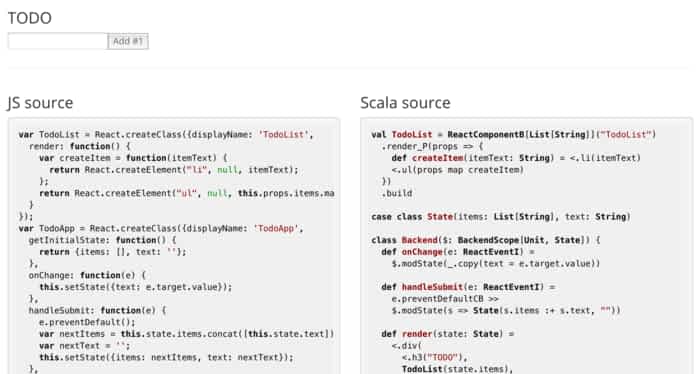 TODO
Add #1
JS source
var TodoList = React.createClass({displayName: 'TodoList',
  render: function() {
    var createItem = function(itemText) {
      return React.createElement("li", null, itemText);
    };
    return React.createElement("ul", null, this.props.items.ma
  }
});
var TodoApp = React.createClass({displayName: 'TodoApp',
  getInitialState: function() {
    return {items: [], text: ''};
  },
  onChange: function(e) {
    this.setState({text: e.target.value});
  },
  handleSubmit: function(e) {
    e.preventDefault();
    var nextItems = this.state.items.concat([this.state.text])
    var nextText = '';
    this.setState({items: nextItems, text: nextText});
  },
Scala source
val TodoList = ReactComponentB[List[String]]("TodoList")
  .render_P(props => {
    def createItem(itemText: String) = <.li(itemText)
    <.ul(props map createItem)
  })
  .build
case class State(items: List[String], text: String)
class Backend($: BackendScope[Unit, State]) {
  def onChange(e: ReactEventI) =
    $.modState(_.copy(text = e.target.value))
  def handleSubmit(e: ReactEventI) =
    e.preventDefaultCB >>
    $.modState(s => State(s.items :+ s.text, ""))
  def render(state: State) =
    <.div(
      <.h3("TODO"),
      TodoList(state.items),